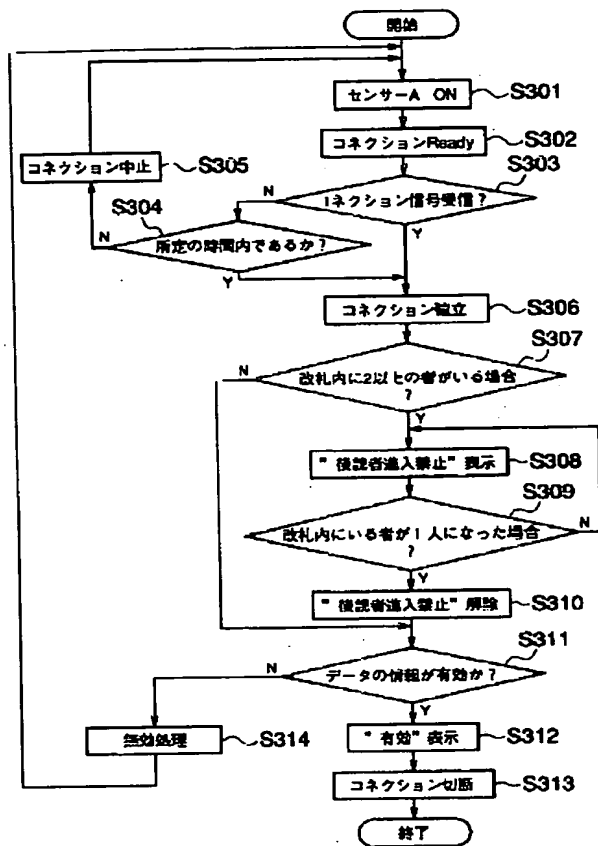 開始
センサーA ON
S301
コネクションReady
S302
S303
コネクション中止
S305
N
1ネクション信号受信?
S304
Y
N
所定の時間内であるか?
Y
コネクション確立
S306
S307
N
改札内に2以上の者がいる場合
?
Y
"後続者進入禁止"表示
S308
S309
改札内にいる者が1人になった場合
?
N
Y
"後続者進入禁止"解除
S310
S311
N
データの情報が有効か?
Y
無効処理
S314
"有効"表示
S312
コネクション切断
S313
終了